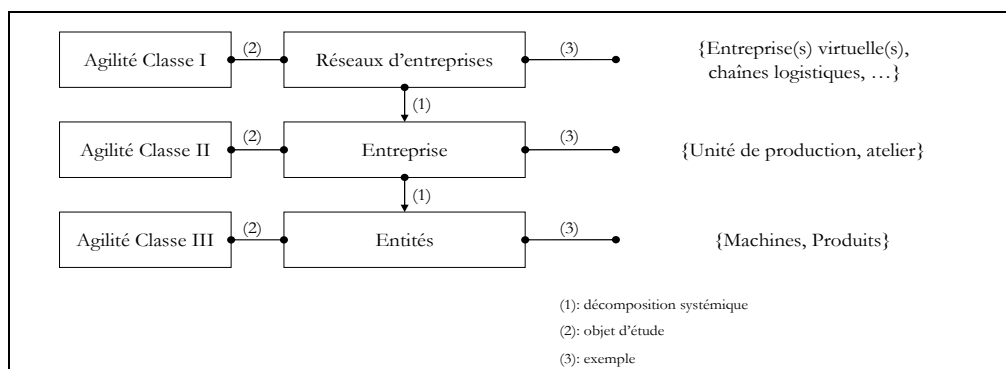 Agilité Classe I (2) Réseaux d'entreprises (3) {Entreprise(s) virtuelle(s),
chaînes logistiques, …}
(1)
Agilité Classe II (2) Entreprise (3) {Unité de production, atelier}
(1)
Agilité Classe III (2) Entités (3) {Machines, Produits}
(1): décomposition systémique
(2): objet d'étude
(3): exemple